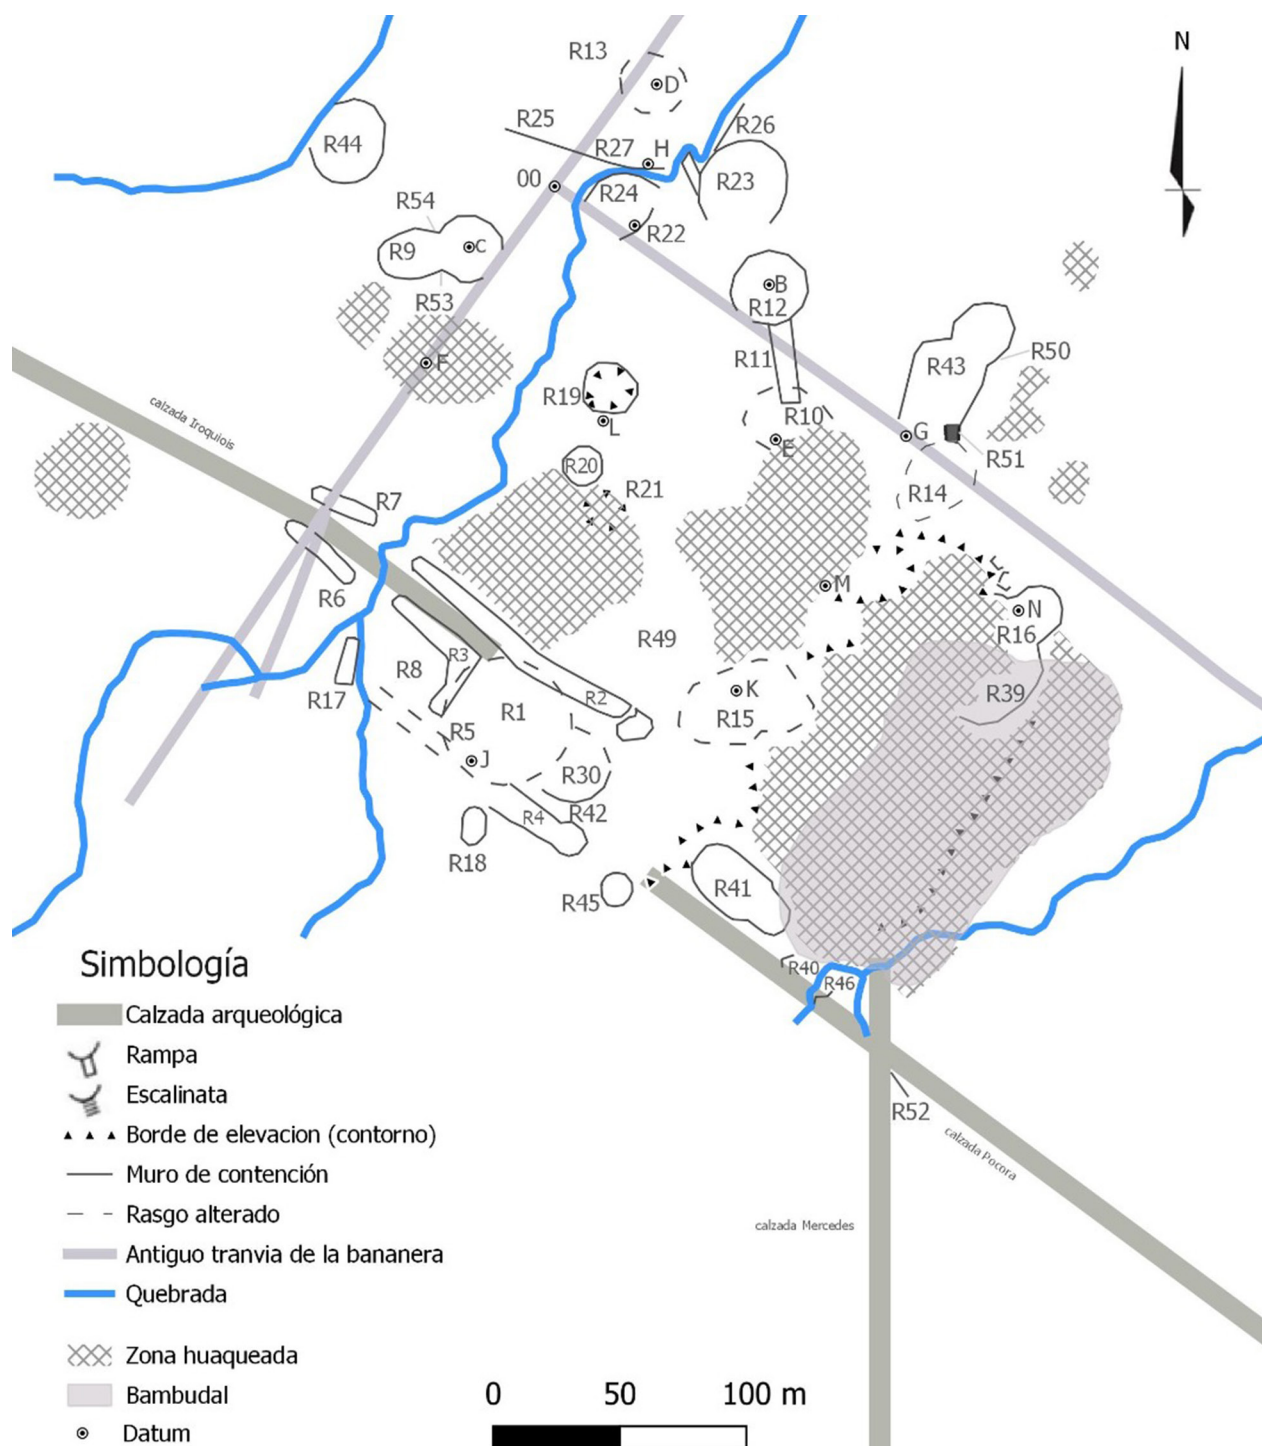 N
R13
D
R25
R26
R44
R27
H
00
R24
R23
R54
R22
R9
C
B
R53
R12
R43
R50
R11
F
R19
R10
calzada Iroquiois
L
E
G
R51
R20
R21
R14
R7
M
N
R6
R49
R16
R3
R8
R17
R2
R39
K
R1
R15
R5
J
R30
R4
R42
R18
R41
R45
R40
R46
R52
calzada Pocora
calzada Mercedes
Simbología
Calzada arqueológica
Rampa
Escalinata
Borde de elevacion (contorno)
Muro de contención
Rasgo alterado
Antiguo tranvia de la bananera
Quebrada
Zona huaqueada
Bambudal
Datum
0 50 100 m